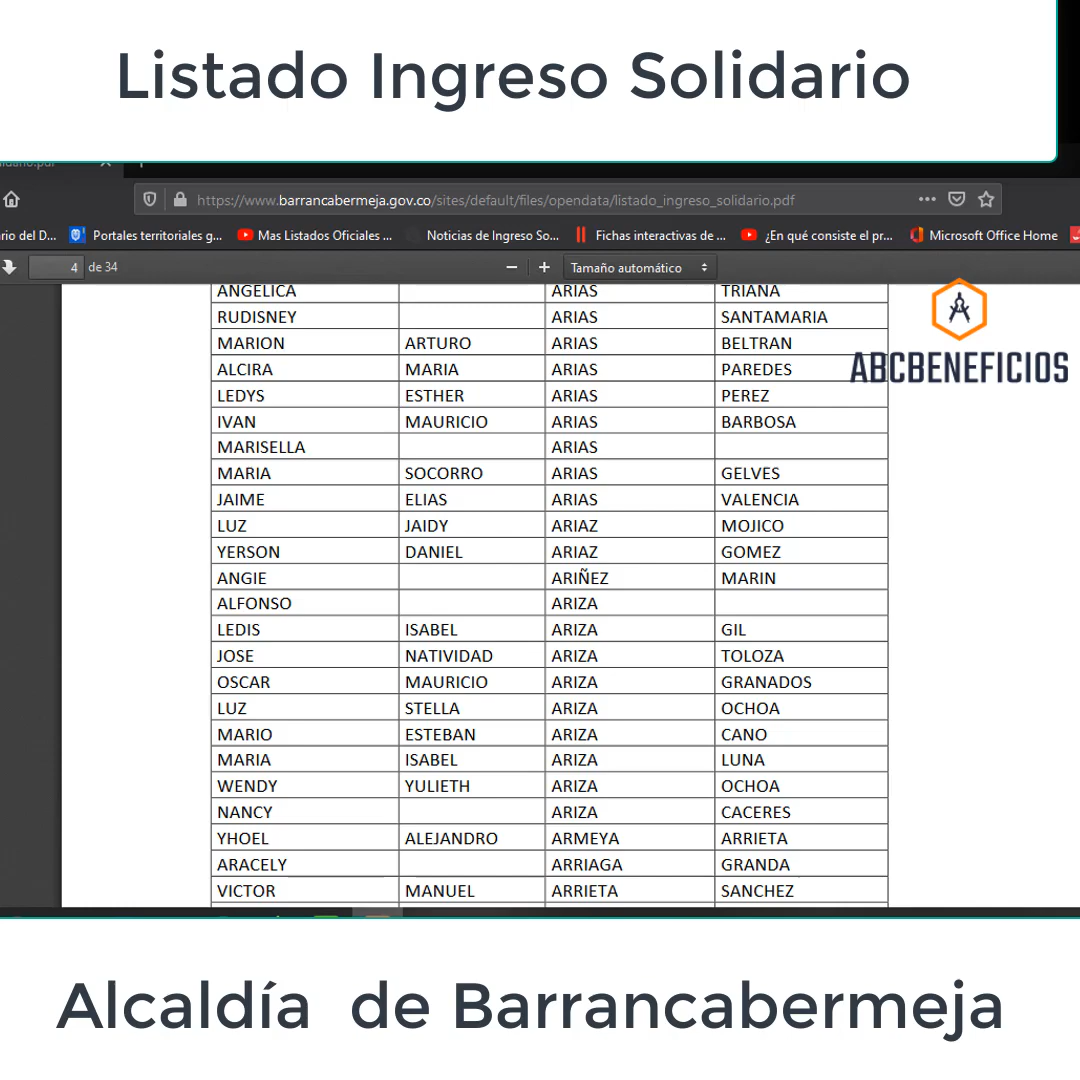 Listado Ingreso Solidario
https://www.barrancabermeja.gov.co/sites/default/files/opendata/listado_ingreso_solidario.pdf
rio del D... Portales territoriales g... Mas Listados Oficiales ... Noticias de Ingreso So... Fichas interactivas de ... ¿En qué consiste el pr... Microsoft Office Home
4 de 34 Tamaño automático
ANGELICA ARIAS TRIANA
RUDISNEY ARIAS SANTAMARIA
MARION ARTURO ARIAS BELTRAN
ALCIRA MARIA ARIAS PAREDES
ABCBENEFICIOS
LEDYS ESTHER ARIAS PEREZ
IVAN MAURICIO ARIAS BARBOSA
MARISELLA ARIAS
MARIA SOCORRO ARIAS GELVES
JAIME ELIAS ARIAS VALENCIA
LUZ JAIDY ARIAZ MOJICO
YERSON DANIEL ARIAZ GOMEZ
ANGIE ARIÑEZ MARIN
ALFONSO ARIZA
LEDIS ISABEL ARIZA GIL
JOSE NATIVIDAD ARIZA TOLOZA
OSCAR MAURICIO ARIZA GRANADOS
LUZ STELLA ARIZA OCHOA
MARIO ESTEBAN ARIZA CANO
MARIA ISABEL ARIZA LUNA
WENDY YULIETH ARIZA OCHOA
NANCY ARIZA CACERES
YHOEL ALEJANDRO ARMEYA ARRIETA
ARACELY ARRIAGA GRANDA
VICTOR MANUEL ARRIETA SANCHEZ
Alcaldía de Barrancabermeja